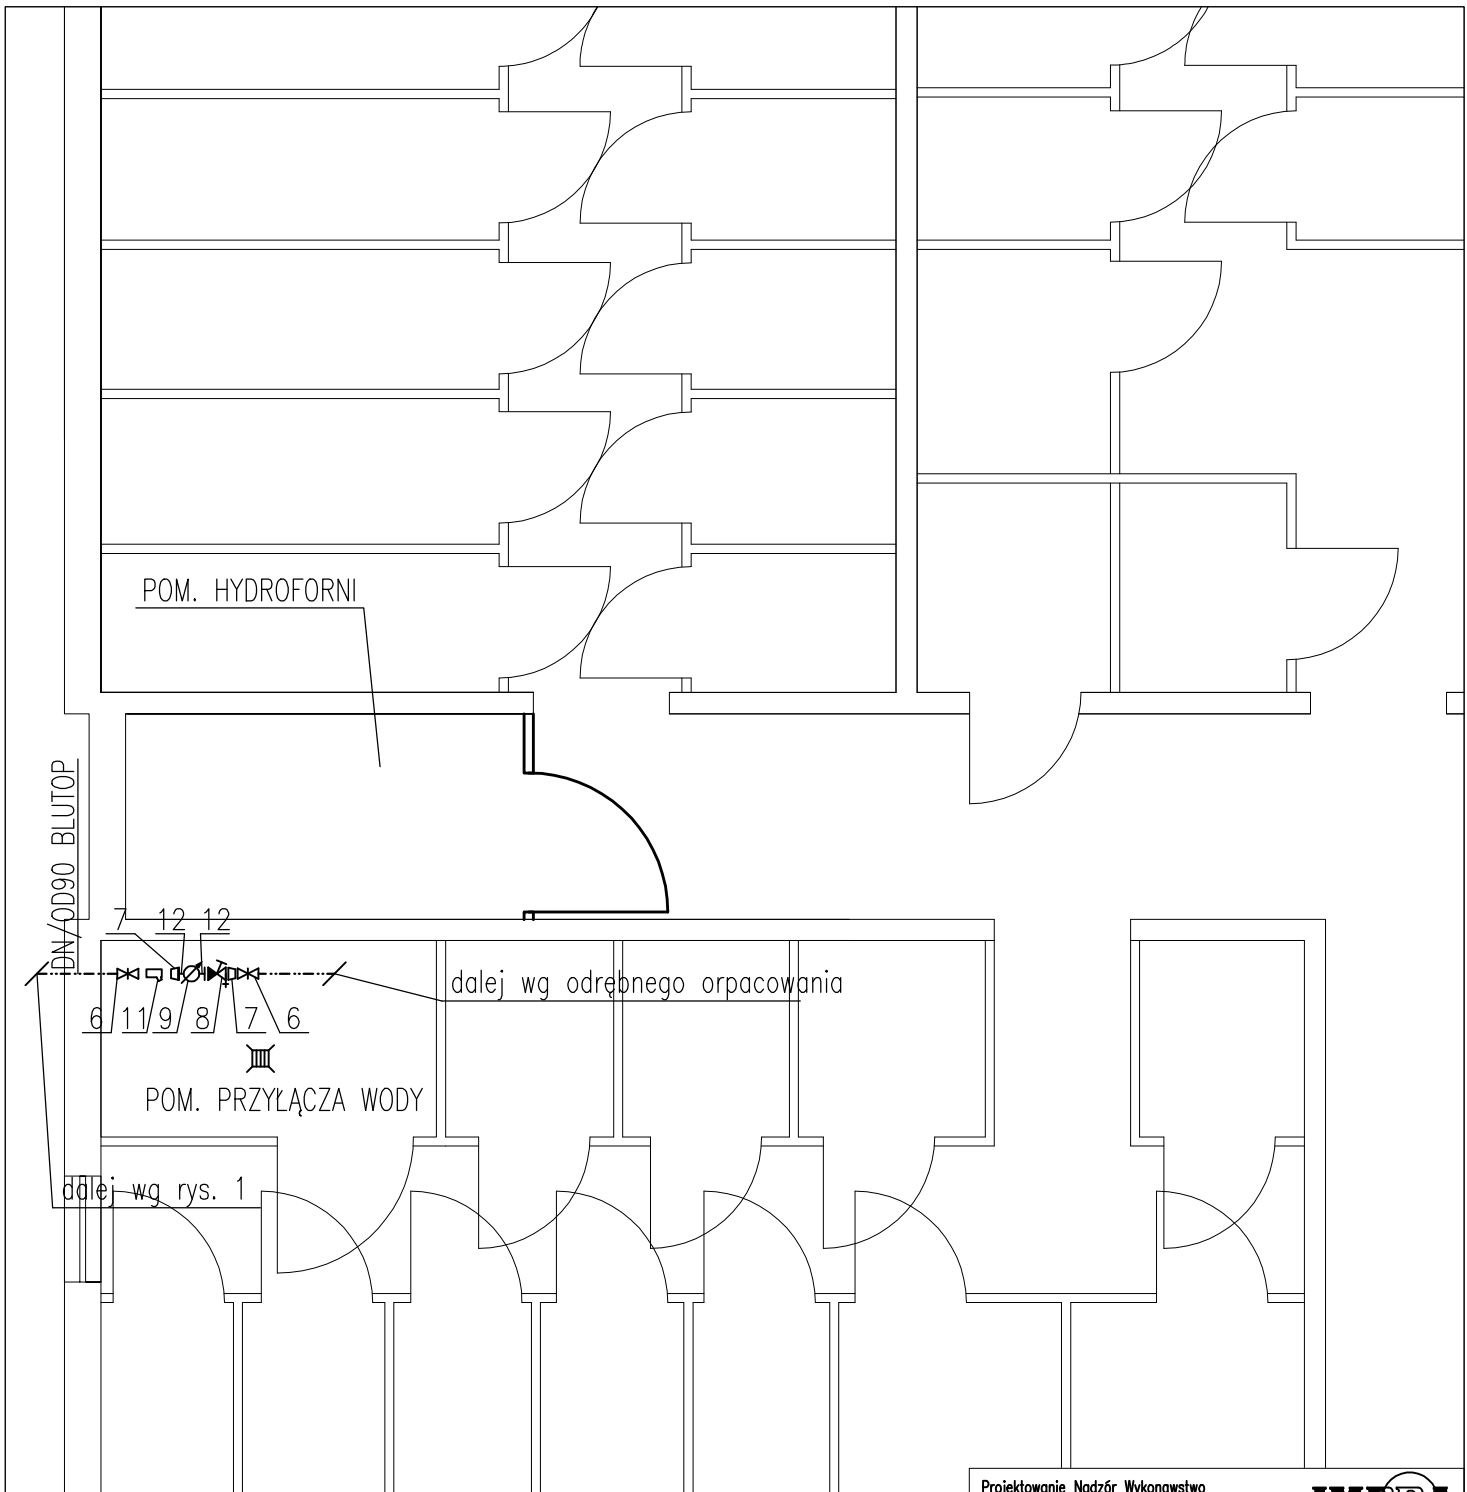 POM. HYDROFORNI
DN/OD90 BLUTOP
7 12 12
dalej wg odrębnego orpacowania
6 11 9 8 7 6
POM. PRZYŁĄCZA WODY
dalej wg rys. 1
Projektowanie Nadzór Wykonawstwo